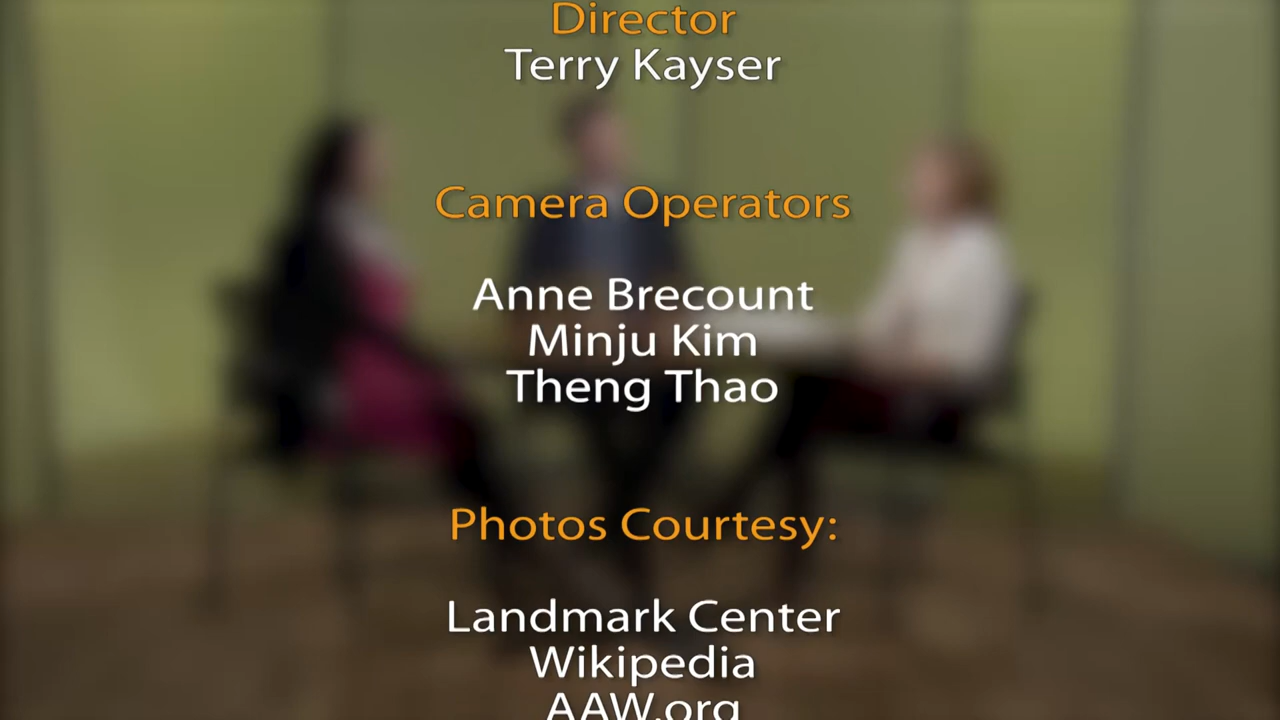 Director
Terry Kayser
Camera Operators
Anne Brecount
Minju Kim
Theng Thao
Photos Courtesy:
Landmark Center
Wikipedia
AAW.org